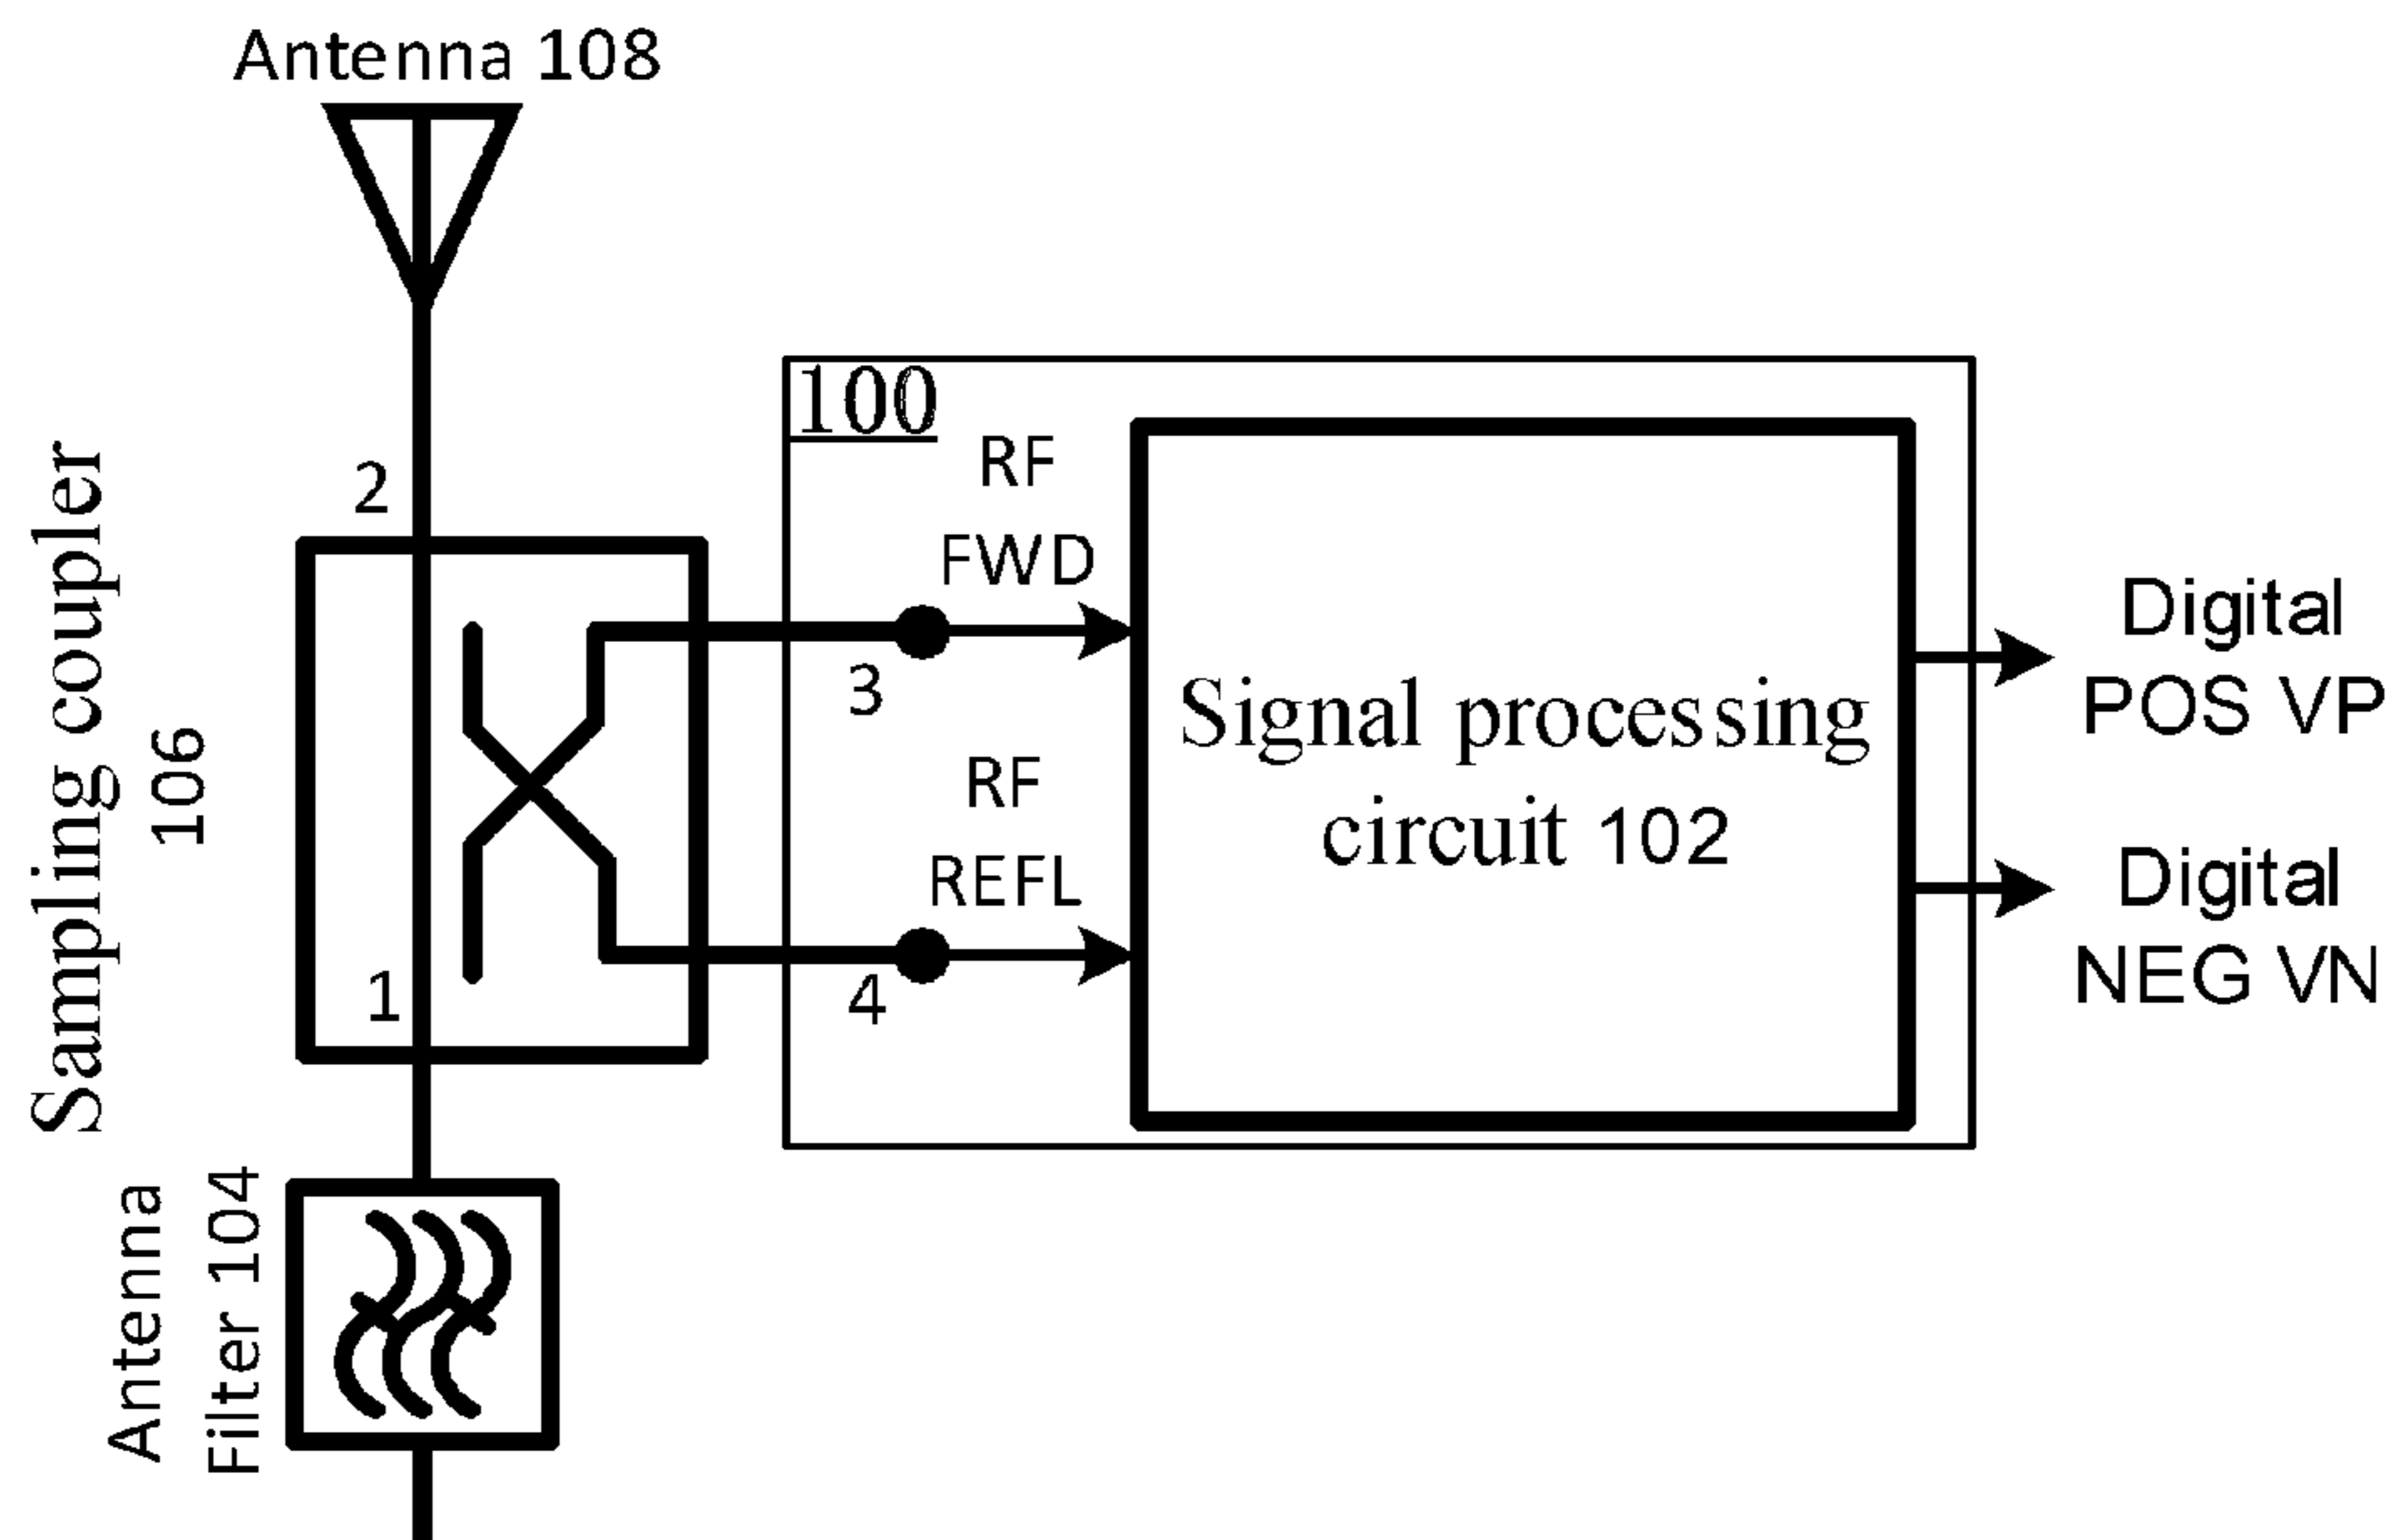 Antenna 108
100
RF
FWD
2
Sampling coupler
106
3
RF
REFL
1
4
Signal processing
circuit 102
Digital
POS VP
Digital
NEG VN
Antenna
Filter 104